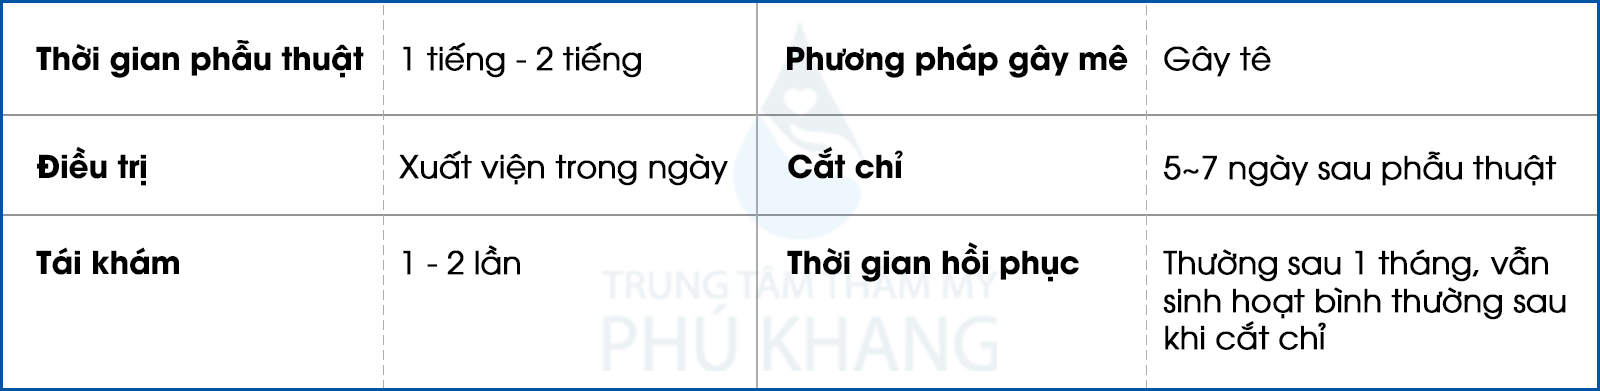 Thời gian phẫu thuật
1 tiếng - 2 tiếng
Phương pháp gây mê
Gây tê
Điều trị
Xuất viện trong ngày
Cắt chỉ
5~7 ngày sau phẫu thuật
Tái khám
1 - 2 lần
Thời gian hồi phục
Thường sau 1 tháng, vẫn
sinh hoạt bình thường sau
khi cắt chỉ
TRUNG TÂM THẨM MỸ
PHÚ KHANG